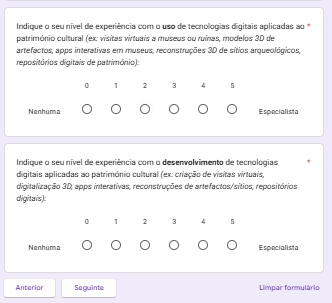 Indique o seu nível de experiência com o uso de tecnologias digitais aplicadas ao *
património cultural (ex: visitas virtuais a museus ou ruínas, modelos 3D de
artefactos, apps interativas em museus, reconstruções 3D de sítios arqueológicos,
repositórios digitais de património):
0 1 2 3 4 5
Nenhuma Especialista
Indique o seu nível de experiência com o desenvolvimento de tecnologias *
digitais aplicadas ao património cultural (ex: criação de visitas virtuais,
digitalização 3D, apps interativas, reconstruções de artefactos/sítios, repositórios
digitais):
0 1 2 3 4 5
Nenhuma Especialista
Anterior Seguinte Limpar formulário